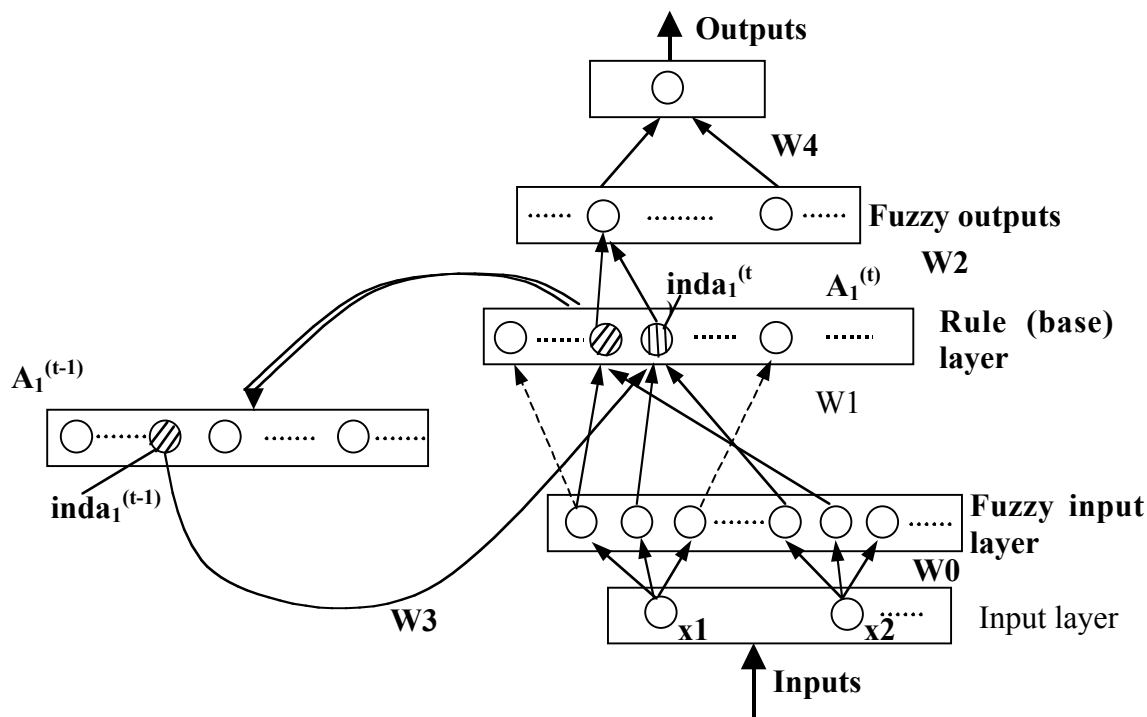 Outputs
W4
Fuzzy outputs
W2
inda₁⁽ᵗ
)
A₁⁽ᵗ⁾
Rule (base)
layer
A₁⁽ᵗ⁻¹⁾
W1
inda₁⁽ᵗ⁻¹⁾
Fuzzy input
layer
W0
W3
x1
x2
Input layer
Inputs